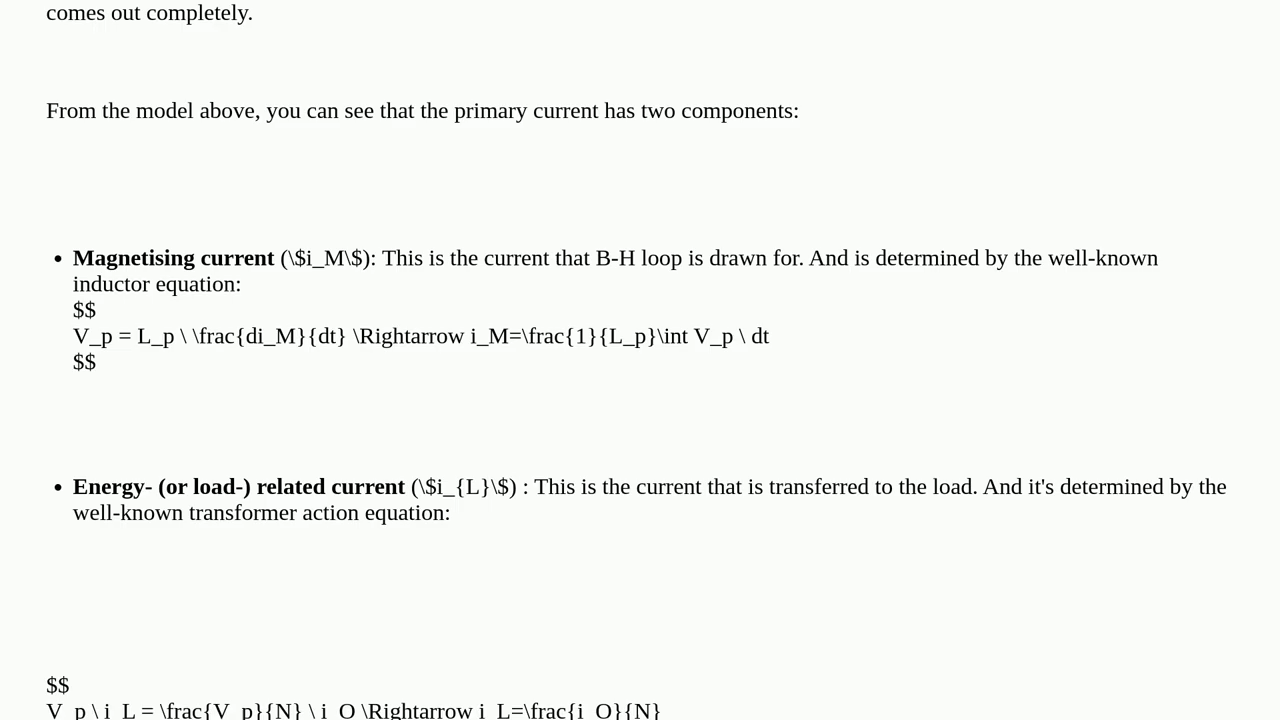 comes out completely.
From the model above, you can see that the primary current has two components:
• Magnetising current (\$i_M\$): This is the current that B-H loop is drawn for. And is determined by the well-known
inductor equation:
$$
V_p = L_p \ \frac{di_M}{dt} \Rightarrow i_M=\frac{1}{L_p}\int V_p \ dt
$$
• Energy- (or load-) related current (\$i_{L}\$) : This is the current that is transferred to the load. And it's determined by the
well-known transformer action equation:
$$
V_p \ i_L = \frac{V_p}{N} \ i_O \Rightarrow i_L=\frac{i_O}{N}